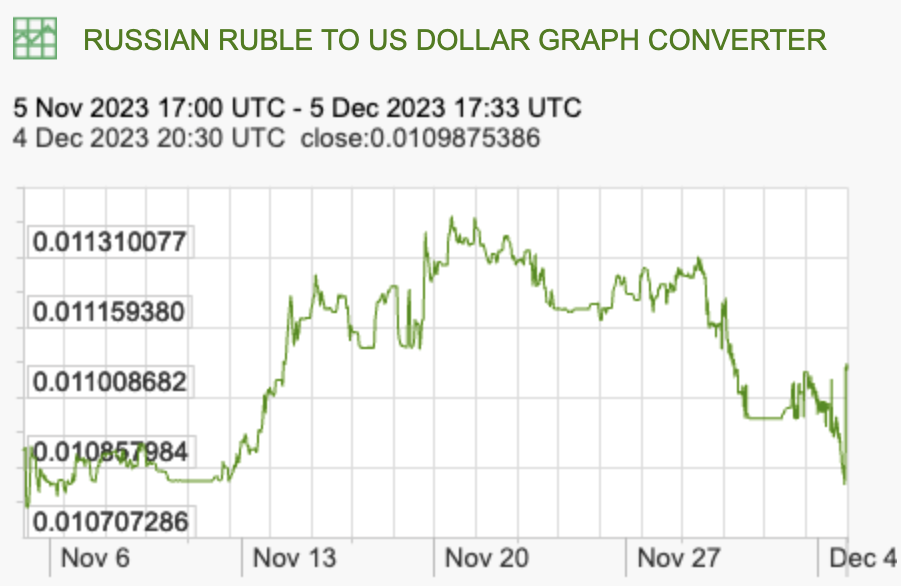 RUSSIAN RUBLE TO US DOLLAR GRAPH CONVERTER
5 Nov 2023 17:00 UTC - 5 Dec 2023 17:33 UTC
4 Dec 2023 20:30 UTC close:0.0109875386
0.011310077
0.011159380
0.011008682
0.010857984
0.010707286
Nov 6 Nov 13 Nov 20 Nov 27 Dec 4